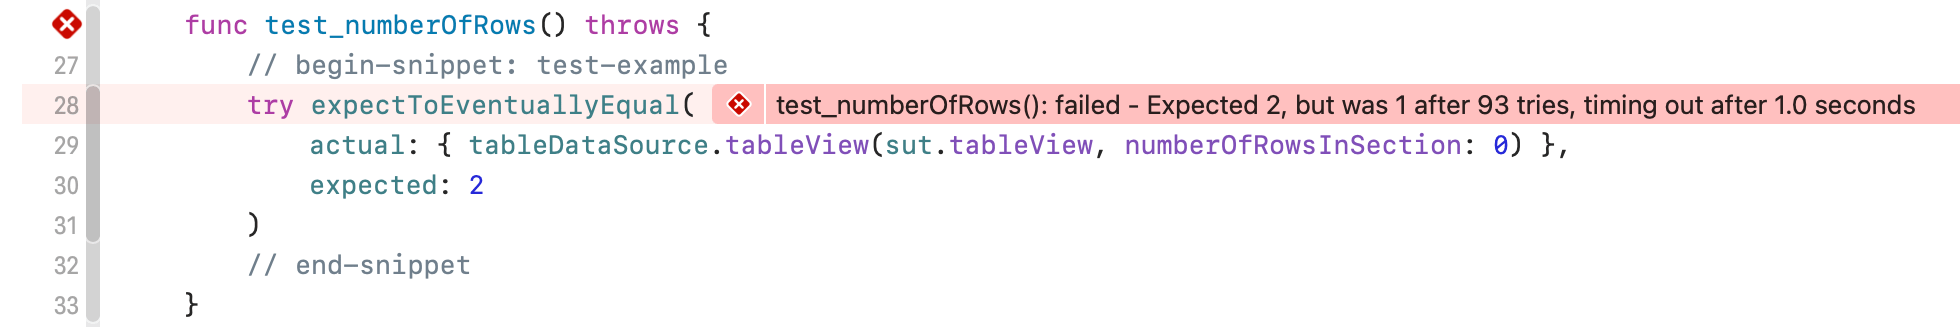 func test_numberOfRows() throws {
27 // begin-snippet: test-example
28 try expectToEventuallyEqual( test_numberOfRows(): failed - Expected 2, but was 1 after 93 tries, timing out after 1.0 seconds
29 actual: { tableDataSource.tableView(sut.tableView, numberOfRowsInSection: 0) },
30 expected: 2
31 )
32 // end-snippet
33 }